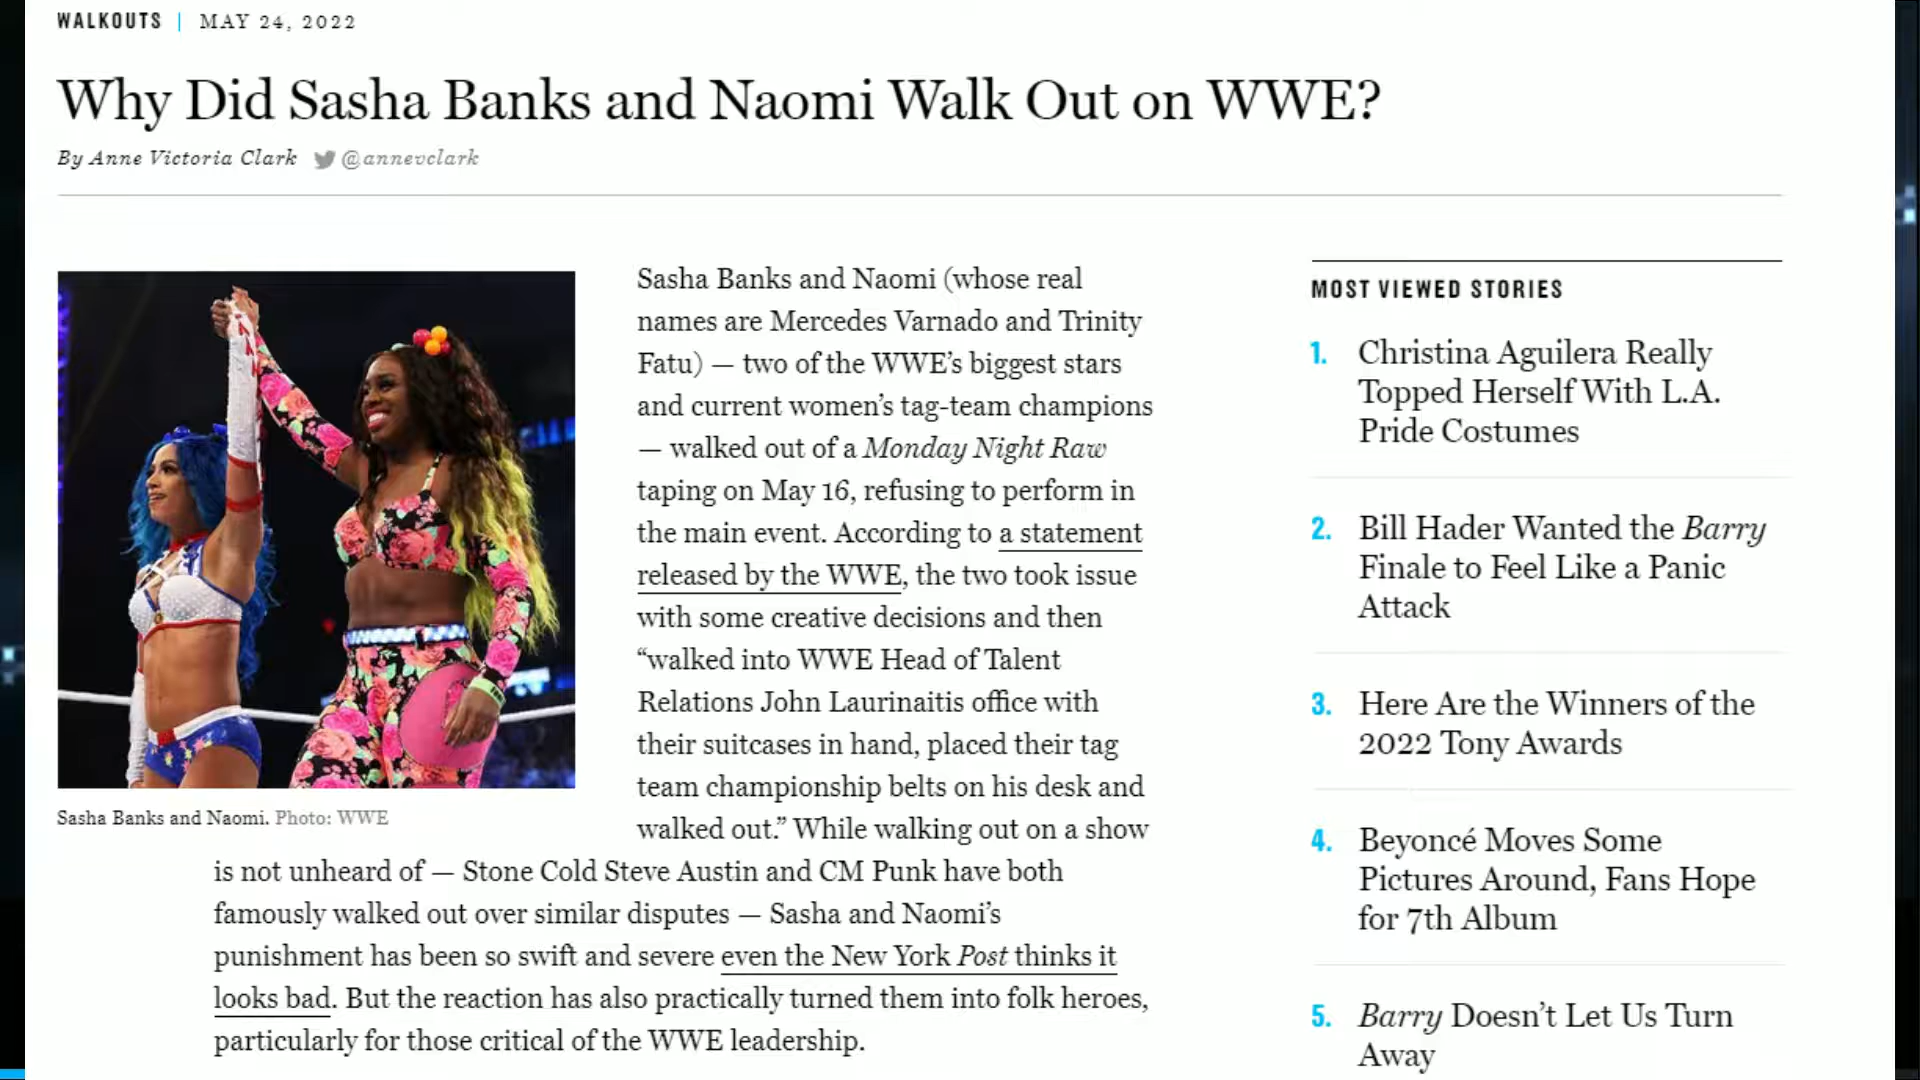 WALKOUTS | MAY 24, 2022
Why Did Sasha Banks and Naomi Walk Out on WWE?
By Anne Victoria Clark @annevclark
Sasha Banks and Naomi. Photo: WWE
Sasha Banks and Naomi (whose real
names are Mercedes Varnado and Trinity
Fatu) — two of the WWE’s biggest stars
and current women’s tag-team champions
— walked out of a Monday Night Raw
taping on May 16, refusing to perform in
the main event. According to a statement
released by the WWE, the two took issue
with some creative decisions and then
“walked into WWE Head of Talent
Relations John Laurinaitis office with
their suitcases in hand, placed their tag
team championship belts on his desk and
walked out.” While walking out on a show
is not unheard of — Stone Cold Steve Austin and CM Punk have both
famously walked out over similar disputes — Sasha and Naomi’s
punishment has been so swift and severe even the New York Post thinks it
looks bad. But the reaction has also practically turned them into folk heroes,
particularly for those critical of the WWE leadership.
MOST VIEWED STORIES
1. Christina Aguilera Really
Topped Herself With L.A.
Pride Costumes
2. Bill Hader Wanted the Barry
Finale to Feel Like a Panic
Attack
3. Here Are the Winners of the
2022 Tony Awards
4. Beyoncé Moves Some
Pictures Around, Fans Hope
for 7th Album
5. Barry Doesn’t Let Us Turn
Away